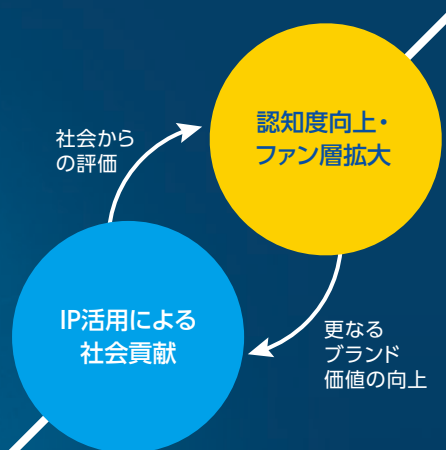 認知度向上・
ファン層拡大
社会から
の評価
IP活用による
社会貢献
更なる
ブランド
価値の向上